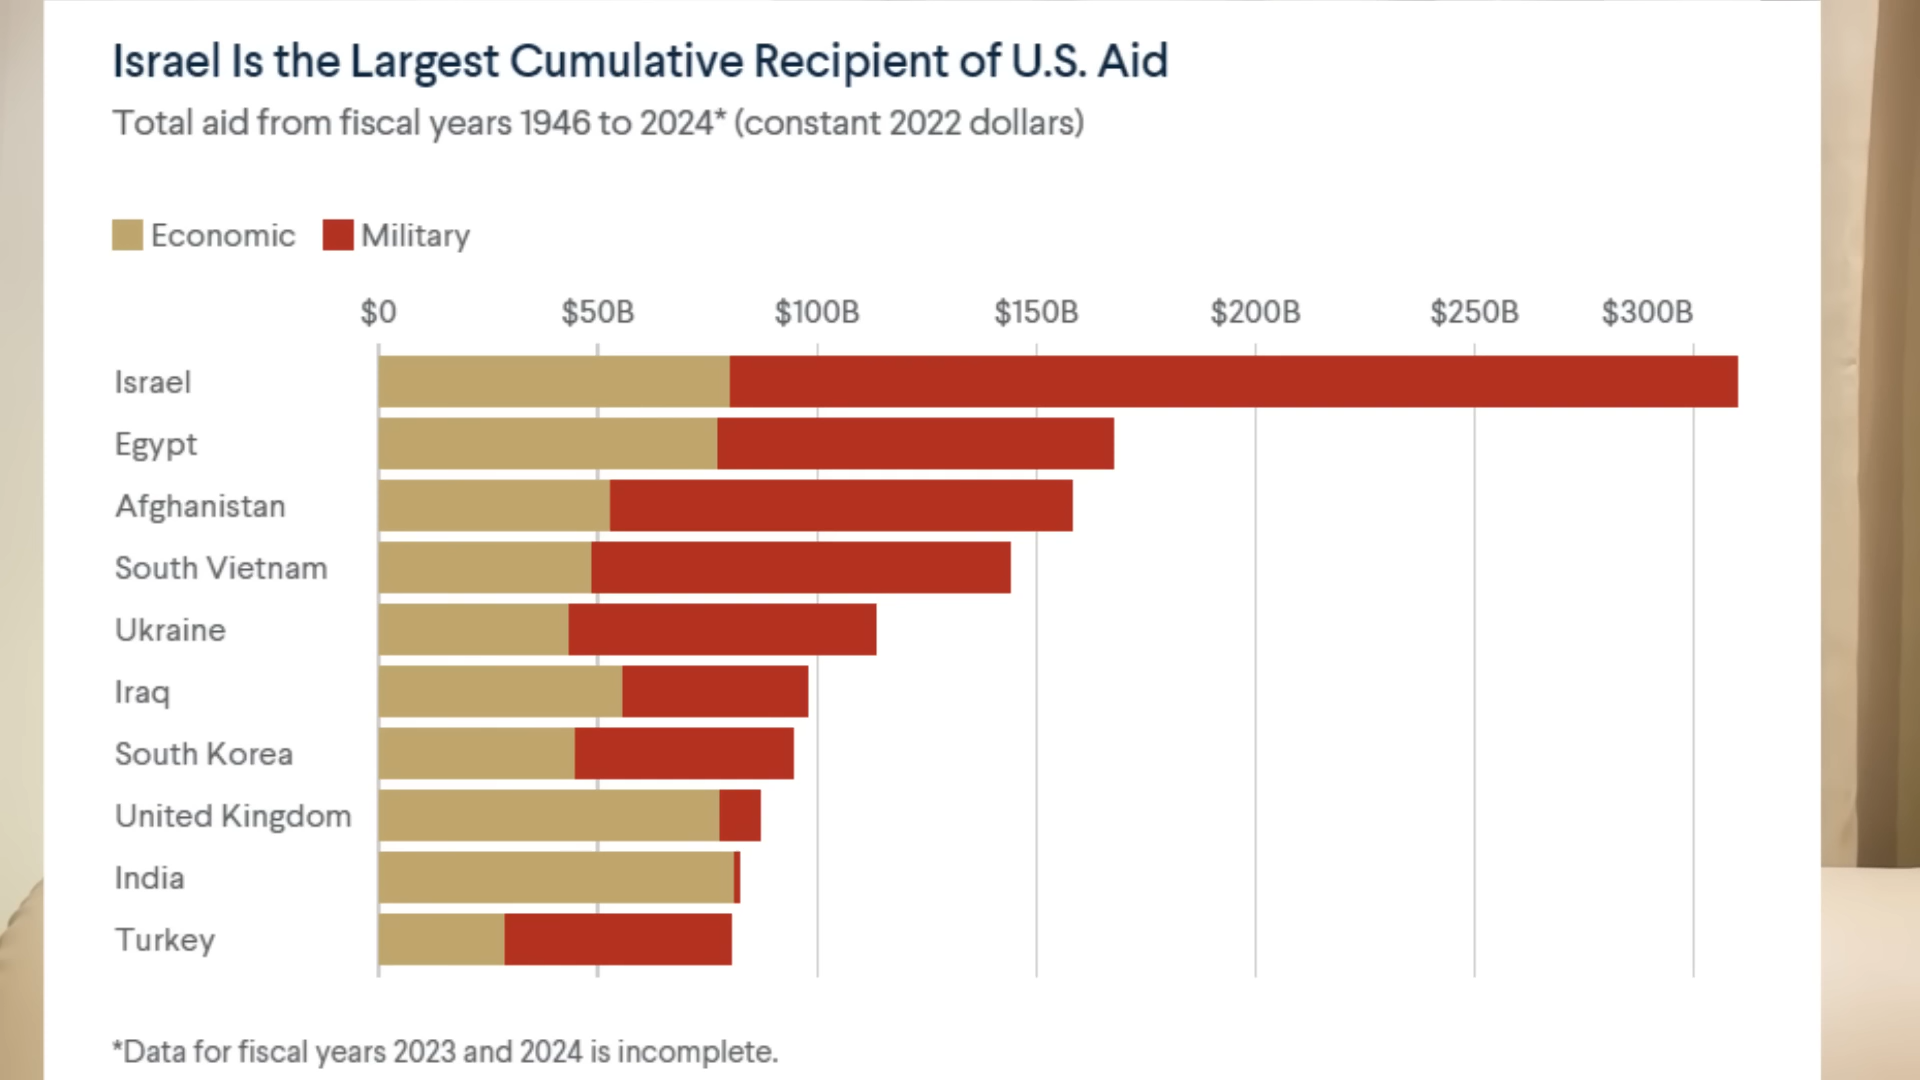 Israel Is the Largest Cumulative Recipient of U.S. Aid
Total aid from fiscal years 1946 to 2024* (constant 2022 dollars)
Economic Military
$0 $50B $100B $150B $200B $250B $300B
Israel
Egypt
Afghanistan
South Vietnam
Ukraine
Iraq
South Korea
United Kingdom
India
Turkey
*Data for fiscal years 2023 and 2024 is incomplete.